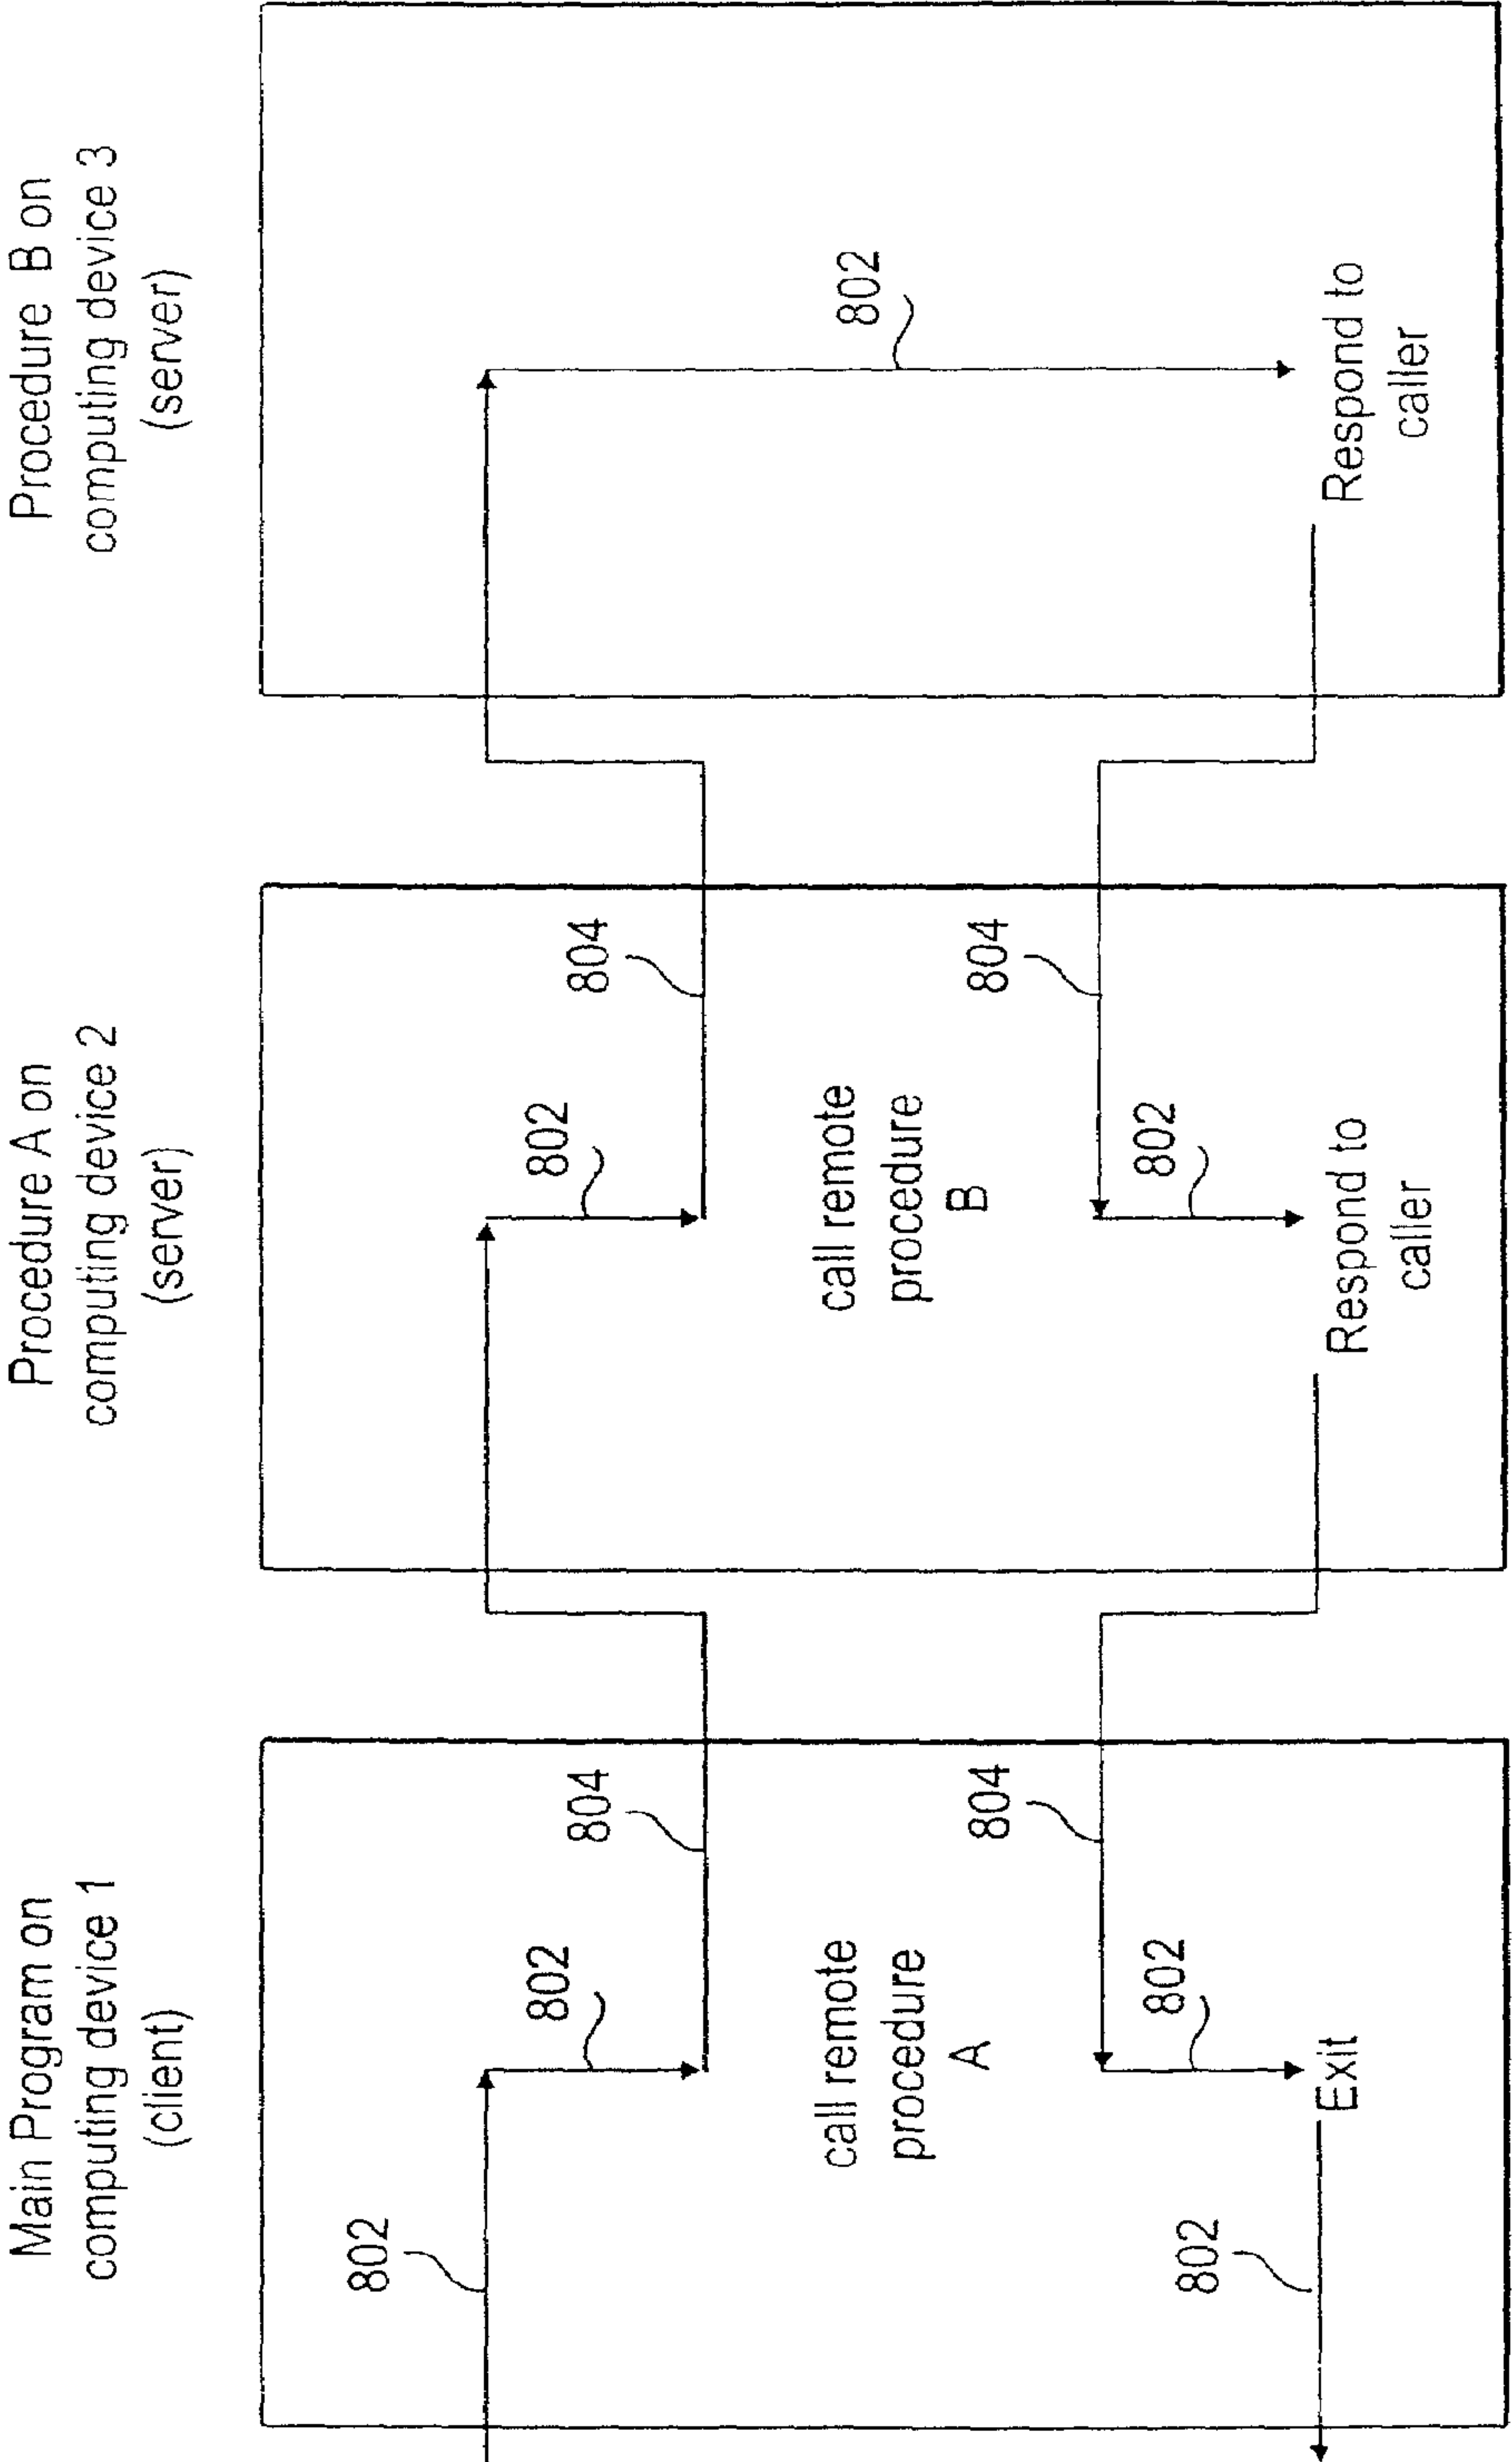 Main Program on
computing device 1
(client)
802
802
804
call remote
procedure
A
804
802
802
Exit
Procedure A on
computing device 2
(server)
802
804
call remote
procedure
B
804
802
Respond to
caller
Procedure B on
computing device 3
(server)
802
Respond to
caller